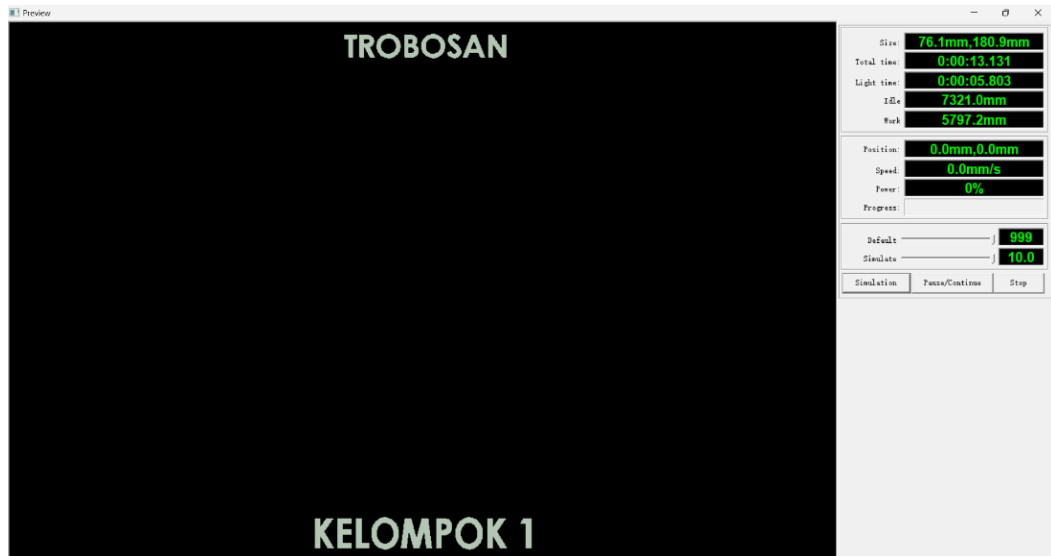 Preview
TROBOSAN
KELOMPOK 1
Size: 76.1mm,180.9mm
Total time: 0:00:13.131
Light time: 0:00:05.803
Idle 7321.0mm
Work 5797.2mm
Position: 0.0mm,0.0mm
Speed: 0.0mm/s
Power: 0%
Progress:
Default 999
Simulate 10.0
Simulation Pause/Continue Stop